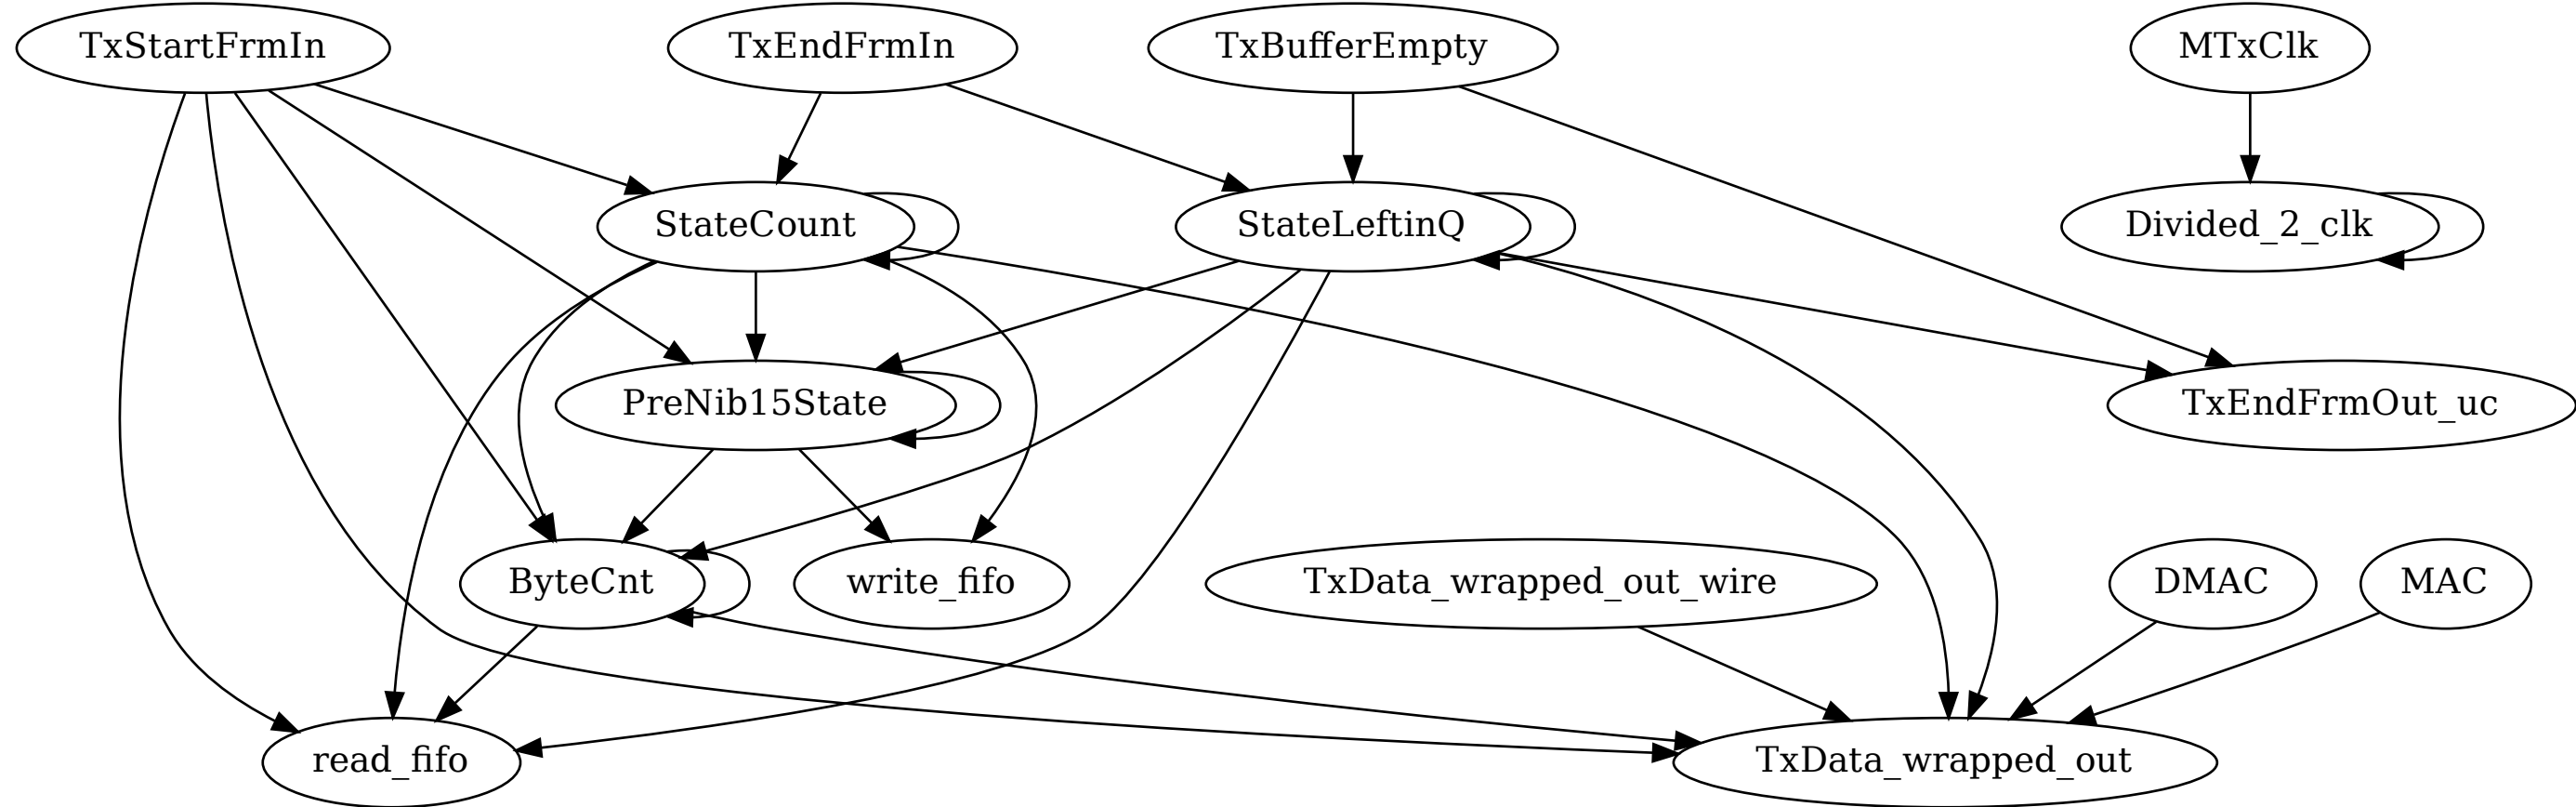 TxStartFrmIn
TxEndFrmIn
TxBufferEmpty
MTxClk
StateCount
StateLeftinQ
Divided_2_clk
PreNib15State
TxEndFrmOut_uc
ByteCnt
write_fifo
TxData_wrapped_out_wire
DMAC
MAC
read_fifo
TxData_wrapped_out